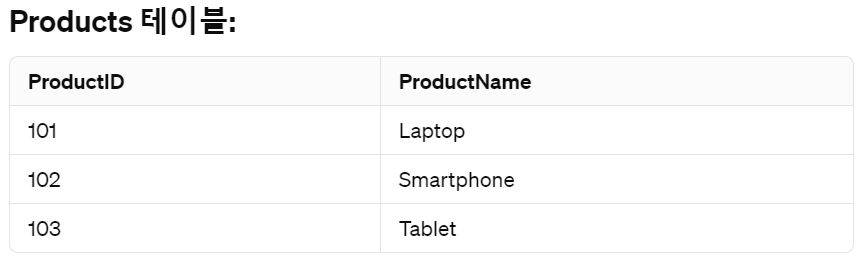 Products 테이블:
ProductID ProductName
101 Laptop
102 Smartphone
103 Tablet